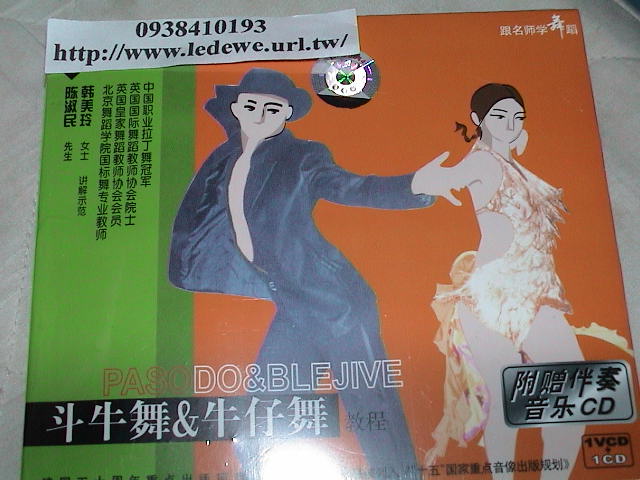 0938410193
http://www.ledewe.url.tw/
跟名师学舞蹈
中国职业拉丁舞冠军
英国国际舞蹈教师协会院士
英国皇家舞蹈教师协会会员
北京舞蹈学院国标舞专业教师
韩美玲 女士 讲解示范
陈淑民 先生
PASODO&BLEJIVE
斗牛舞&牛仔舞 教程
附赠伴奏
音乐CD
1VCD
+
1CD
"十五"国家重点音像出版规划》